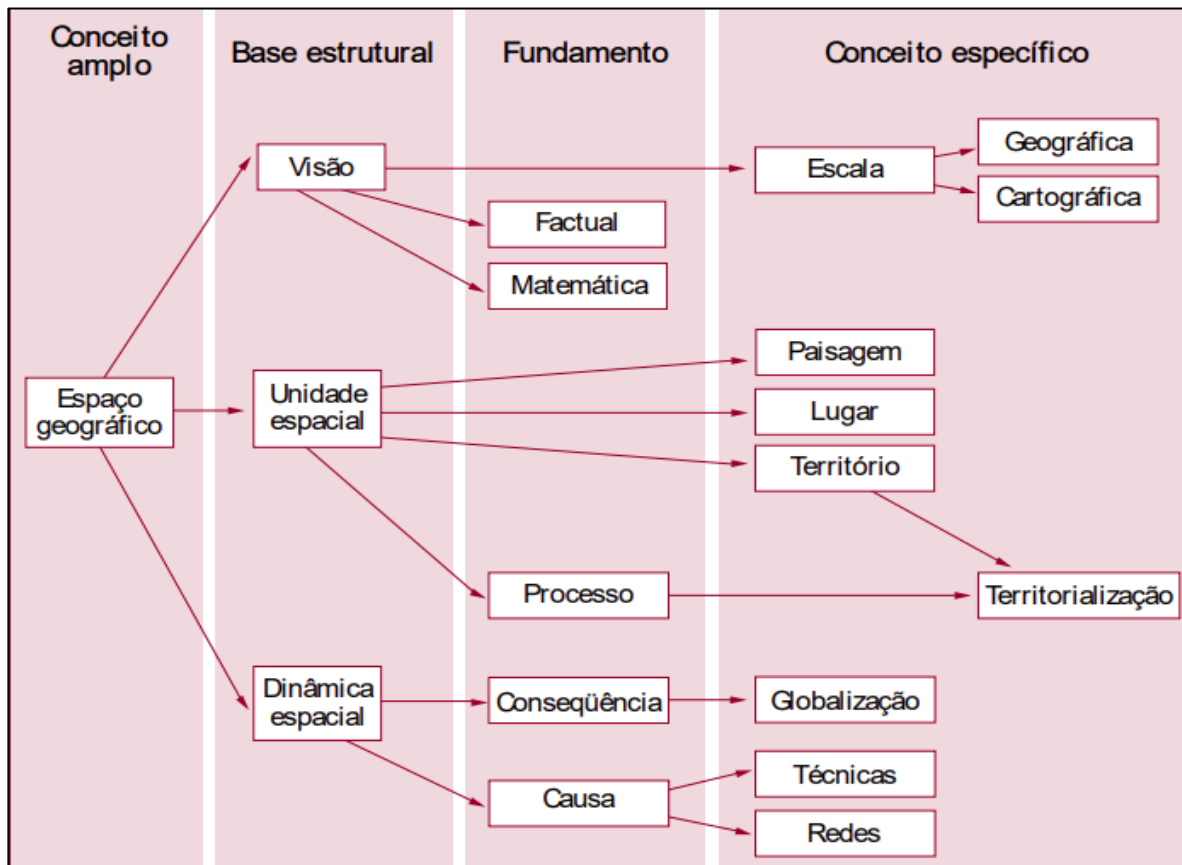 Conceito
amplo
Base estrutural
Fundamento
Conceito específico
Visão
Escala
Geográfica
Cartográfica
Factual
Matemática
Espaço
geográfico
Unidade
espacial
Paisagem
Lugar
Território
Processo
Territorialização
Dinâmica
espacial
Conseqüência
Globalização
Causa
Técnicas
Redes